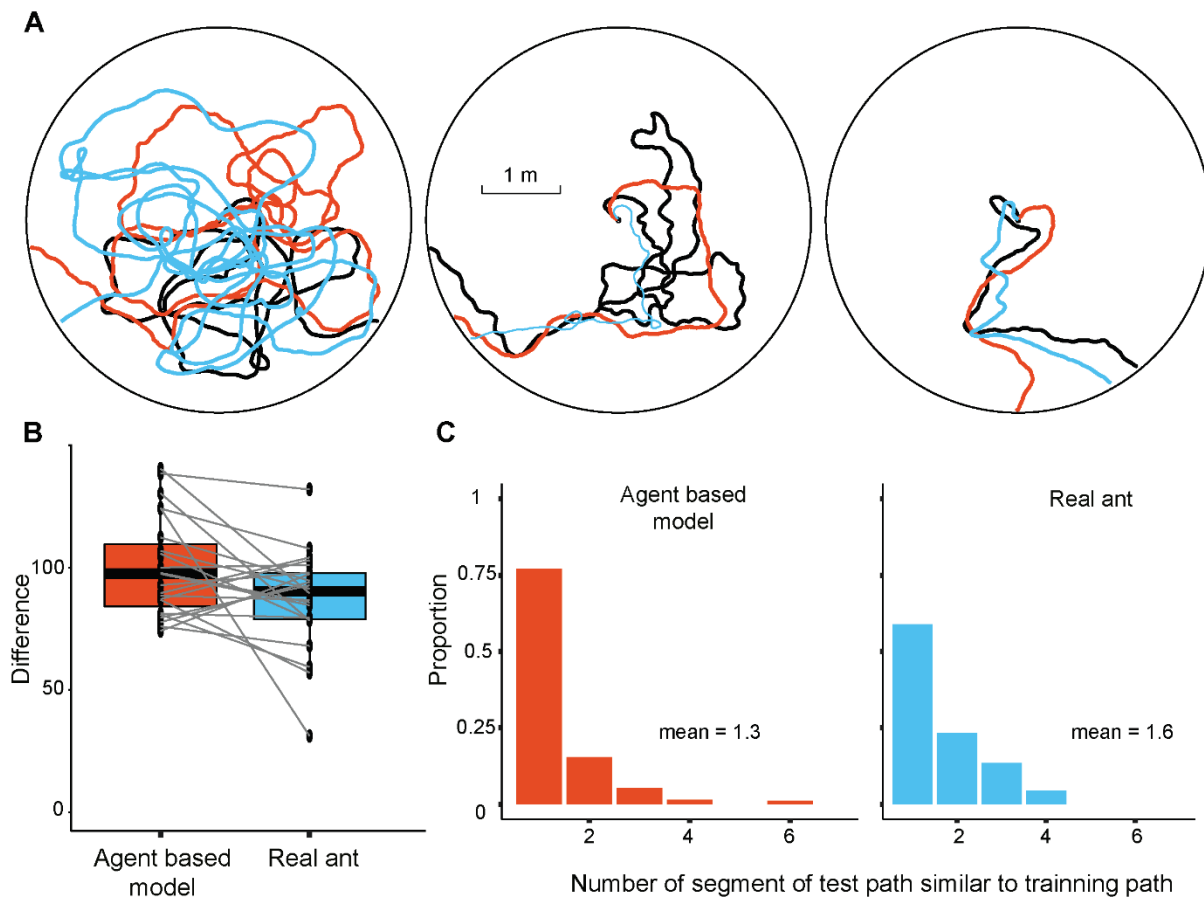 A
1 m
B
Difference
100
50
0
Agent based
model
Real ant
C
Proportion
1
0.75
0.25
0.25
0
Agent based
model
mean = 1.3
2
4
6
Real ant
mean = 1.6
2
4
6
Number of segment of test path similar to trainning path